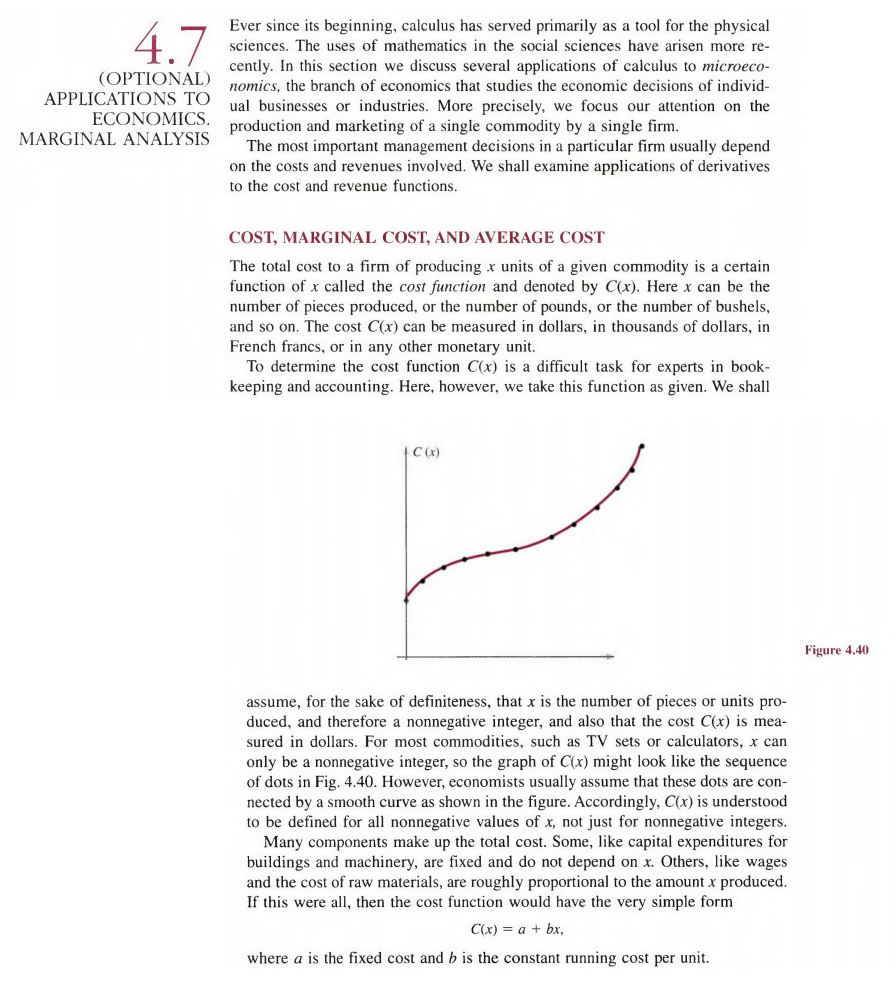 4.7
(OPTIONAL)
APPLICATIONS TO
ECONOMICS.
MARGINAL ANALYSIS
Ever since its beginning, calculus has served primarily as a tool for the physical
sciences. The uses of mathematics in the social sciences have arisen more re-
cently. In this section we discuss several applications of calculus to microeco-
nomics, the branch of economics that studies the economic decisions of individ-
ual businesses or industries. More precisely, we focus our attention on the
production and marketing of a single commodity by a single firm.
The most important management decisions in a particular firm usually depend
on the costs and revenues involved. We shall examine applications of derivatives
to the cost and revenue functions.
COST, MARGINAL COST, AND AVERAGE COST
The total cost to a firm of producing x units of a given commodity is a certain
function of x called the cost function and denoted by C(x). Here x can be the
number of pieces produced, or the number of pounds, or the number of bushels,
and so on. The cost C(x) can be measured in dollars, in thousands of dollars, in
French francs, or in any other monetary unit.
To determine the cost function C(x) is a difficult task for experts in book-
keeping and accounting. Here, however, we take this function as given. We shall
C (x)
Figure 4.40
assume, for the sake of definiteness, that x is the number of pieces or units pro-
duced, and therefore a nonnegative integer, and also that the cost C(x) is mea-
sured in dollars. For most commodities, such as TV sets or calculators, x can
only be a nonnegative integer, so the graph of C(x) might look like the sequence
of dots in Fig. 4.40. However, economists usually assume that these dots are con-
nected by a smooth curve as shown in the figure. Accordingly, C(x) is understood
to be defined for all nonnegative values of x, not just for nonnegative integers.
Many components make up the total cost. Some, like capital expenditures for
buildings and machinery, are fixed and do not depend on x. Others, like wages
and the cost of raw materials, are roughly proportional to the amount x produced.
If this were all, then the cost function would have the very simple form
C(x) = a + bx,
where a is the fixed cost and b is the constant running cost per unit.